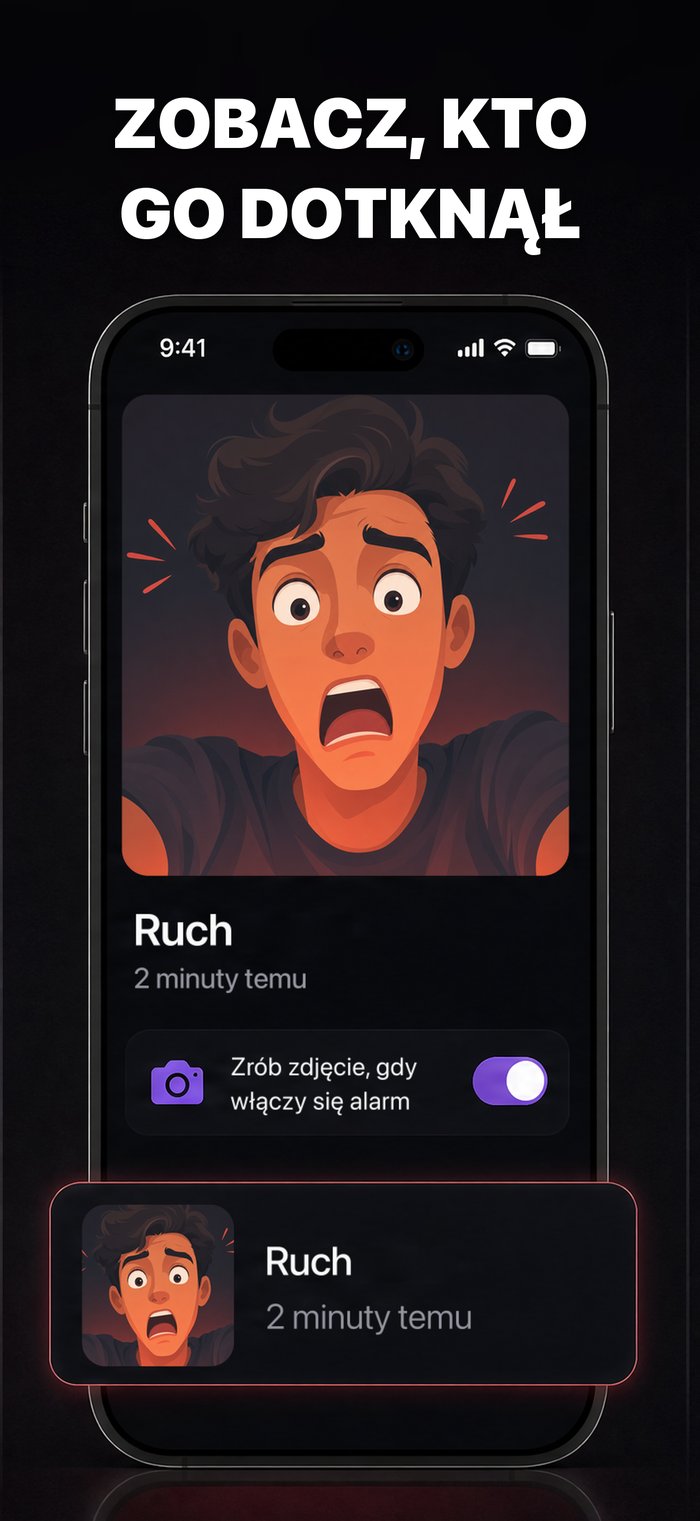 ZOBACZ, KTO
GO DOTKNĄŁ
9:41
Ruch
2 minuty temu
Zrób zdjęcie, gdy
włączy się alarm
Ruch
2 minuty temu